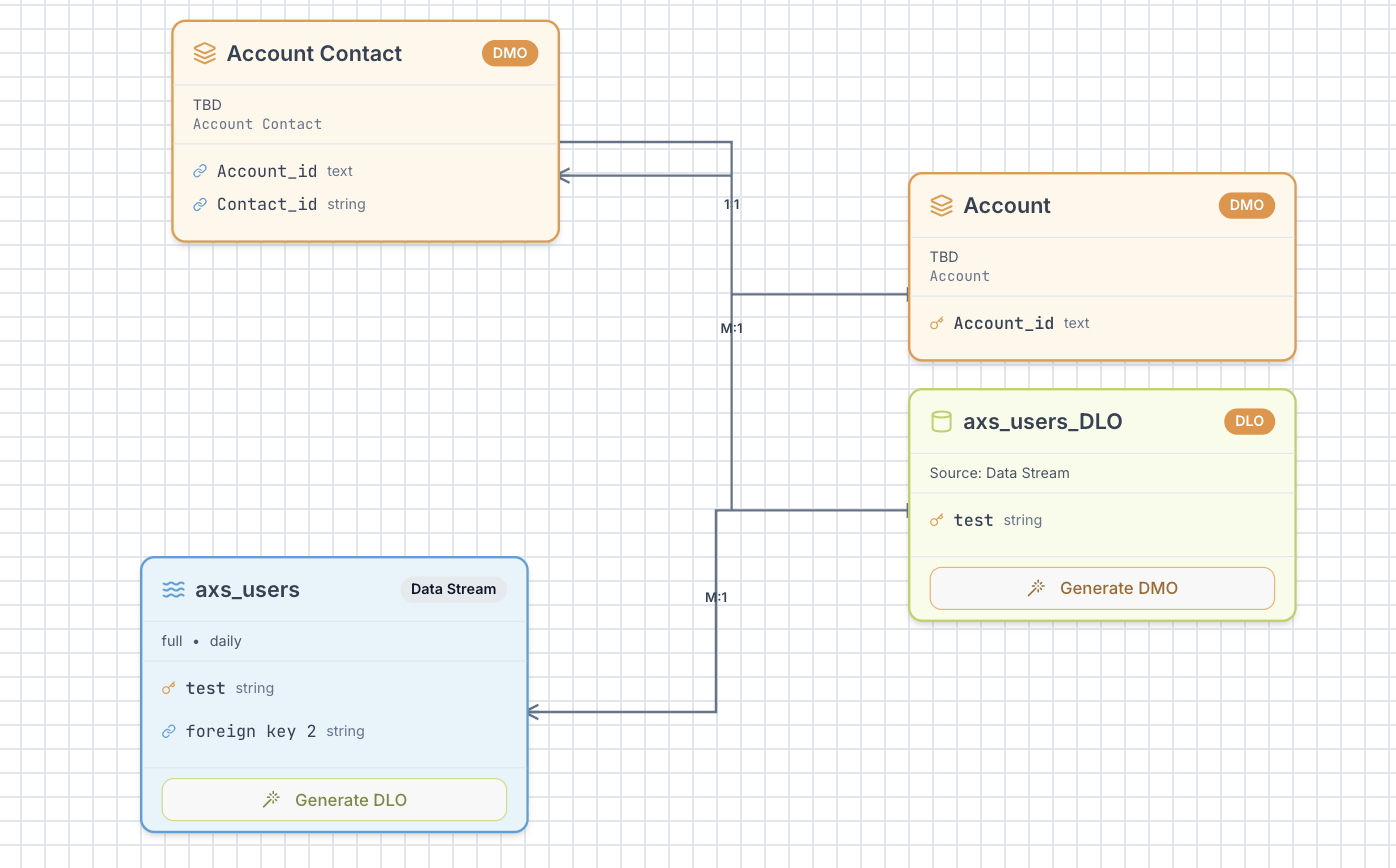 Account Contact DMO
TBD
Account Contact
Account_id text
Contact_id string
1:1
M:1
Account DMO
TBD
Account
Account_id text
axs_users_DLO DLO
Source: Data Stream
test string
Generate DMO
M:1
axs_users Data Stream
full • daily
test string
foreign key 2 string
Generate DLO